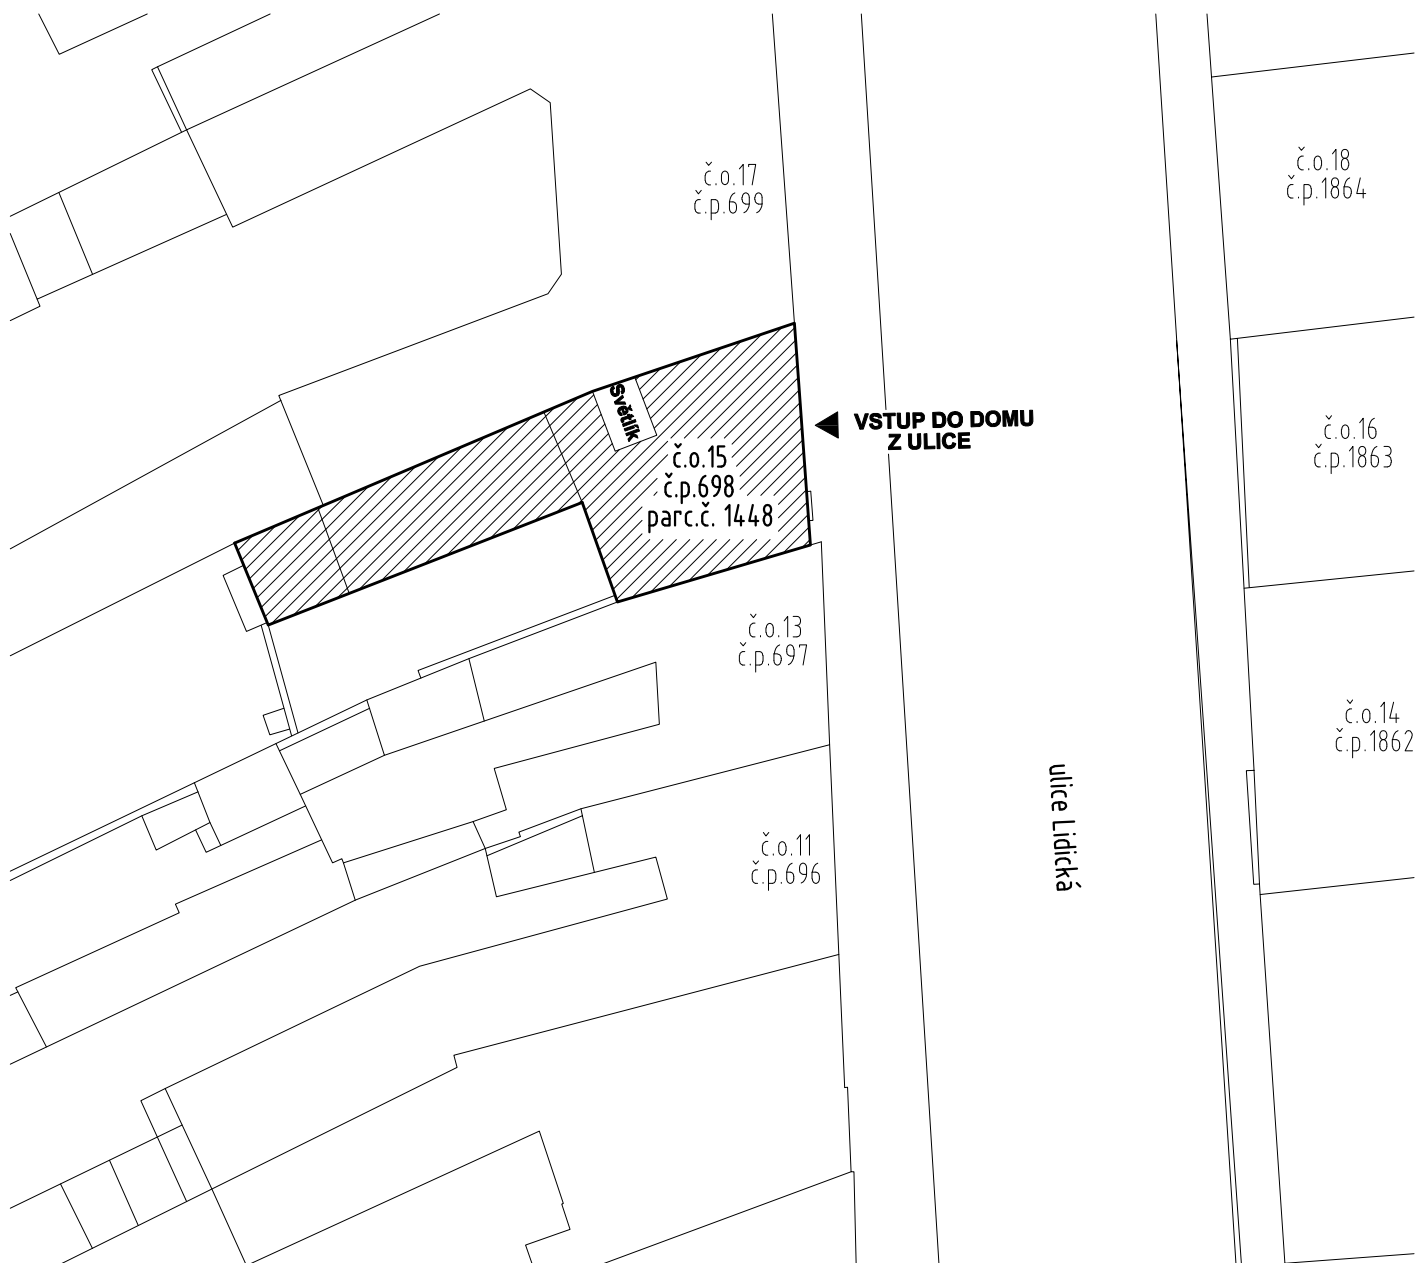 č.o.17
č.p.699
č.o.18
č.p.1864
Světlík
VSTUP DO DOMU
Z ULICE
č.o.15
č.p.698
parc.č. 1448
č.o.16
č.p.1863
č.o.13
č.p.697
č.o.14
č.p.1862
ulice Lidická
č.o.11
č.p.696